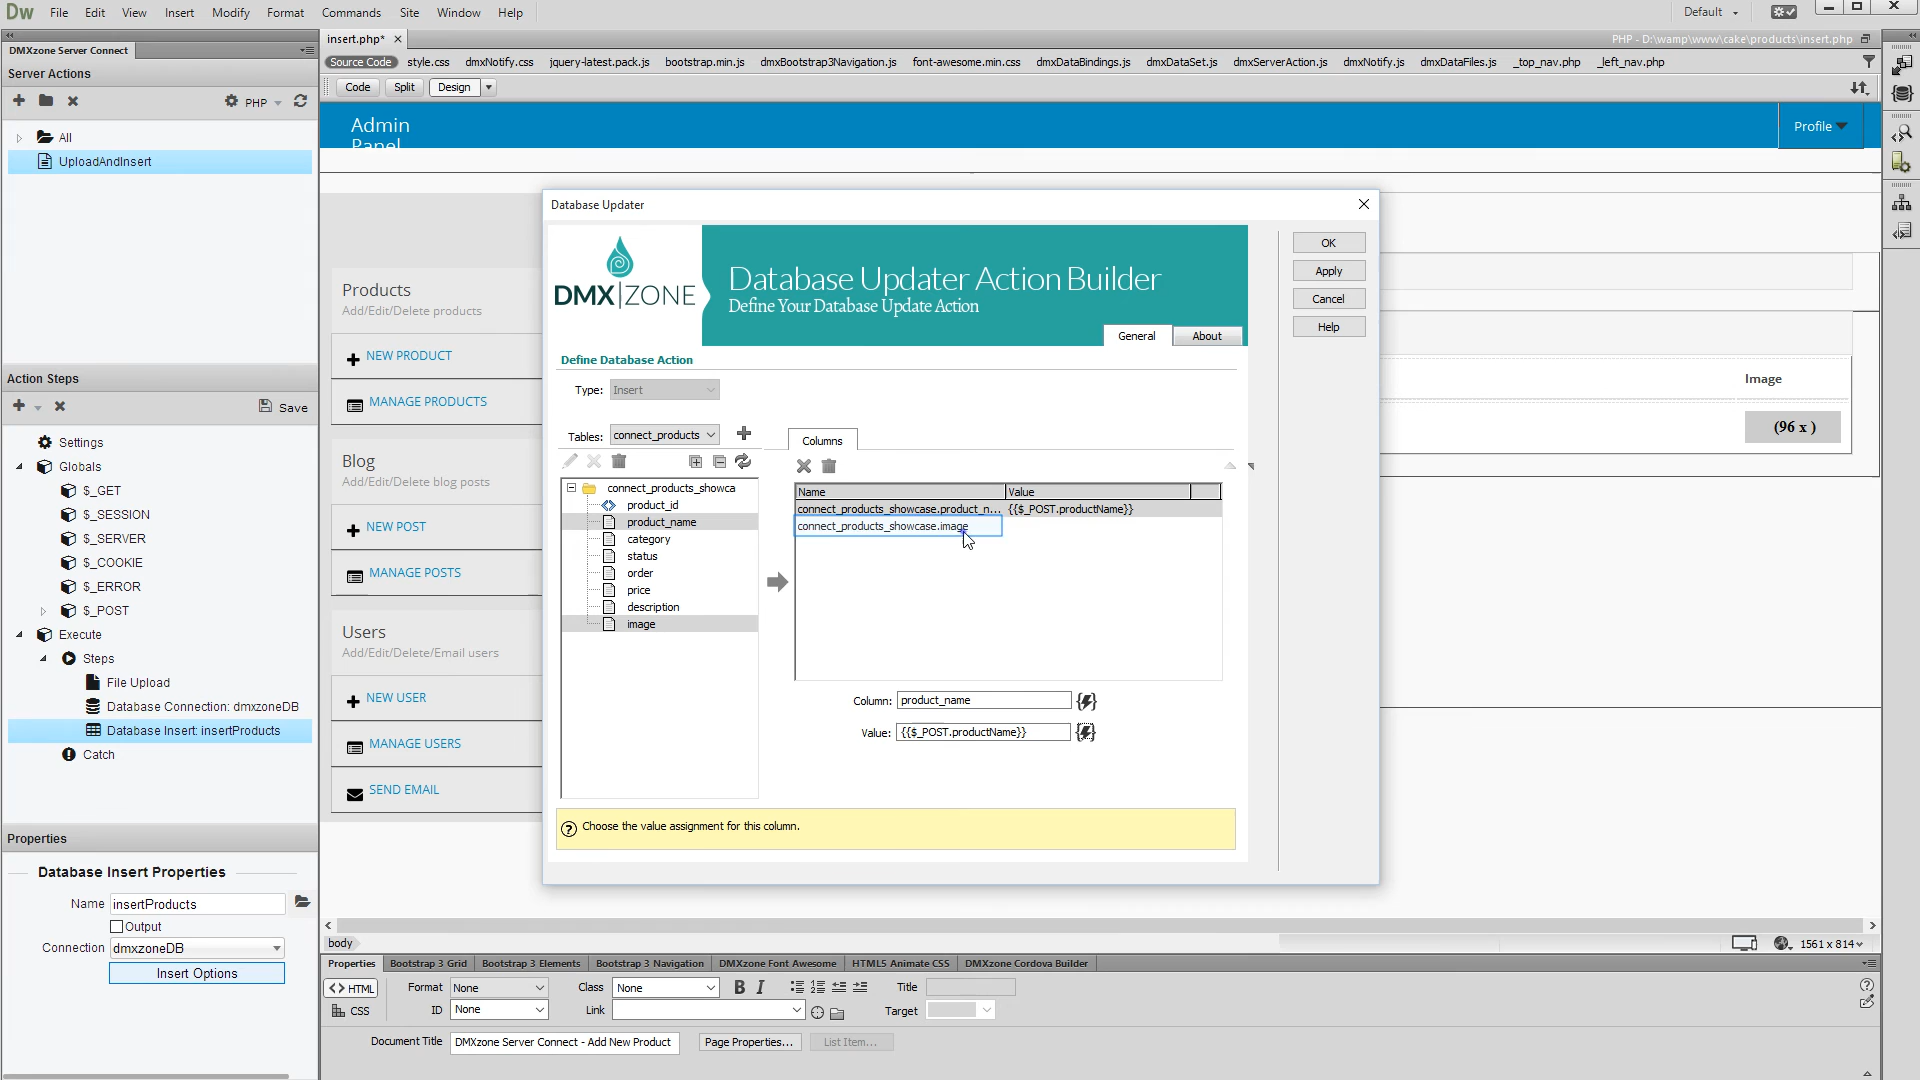 Dw File Edit View Insert Modify Format Commands Site Window Help Default
DMXzone Server Connect
insert.php*
PHP - D:\wamp\www\cake\products\insert.php
Server Actions
Source Code style.css dmxNotify.css jquery-latest.pack.js bootstrap.min.js dmxBootstrap3Navigation.js font-awesome.min.css dmxDataBindings.js dmxDataSet.js dmxServerAction.js dmxNotify.js dmxDataFiles.js _top_nav.php _left_nav.php
Code Split Design
PHP
All
UploadAndInsert
Admin
Panel
Profile
Database Updater
DMX|ZONE
Database Updater Action Builder
Define Your Database Update Action
General About
OK
Apply
Cancel
Help
Products
Add/Edit/Delete products
NEW PRODUCT
MANAGE PRODUCTS
Blog
Add/Edit/Delete blog posts
NEW POST
MANAGE POSTS
Users
Add/Edit/Delete/Email users
NEW USER
MANAGE USERS
SEND EMAIL
Image
(96 x )
Define Database Action
Type: Insert
Tables: connect_products
Columns
connect_products_showca
product_id
product_name
category
status
order
price
description
image
Name Value
connect_products_showcase.product_n... {{$_POST.productName}}
connect_products_showcase.image
Column: product_name
Value: {{$_POST.productName}}
Choose the value assignment for this column.
Action Steps
Save
Settings
Globals
$_GET
$_SESSION
$_SERVER
$_COOKIE
$_ERROR
$_POST
Execute
Steps
File Upload
Database Connection: dmxzoneDB
Database Insert: insertProducts
Catch
Properties
Database Insert Properties
Name insertProducts
Output
Connection dmxzoneDB
Insert Options
body
1561 x 814
Properties Bootstrap 3 Grid Bootstrap 3 Elements Bootstrap 3 Navigation DMXzone Font Awesome HTML5 Animate CSS DMXzone Cordova Builder
<> HTML Format None Class None B I Title
CSS ID None Link Target
Document Title DMXzone Server Connect - Add New Product Page Properties... List Item...